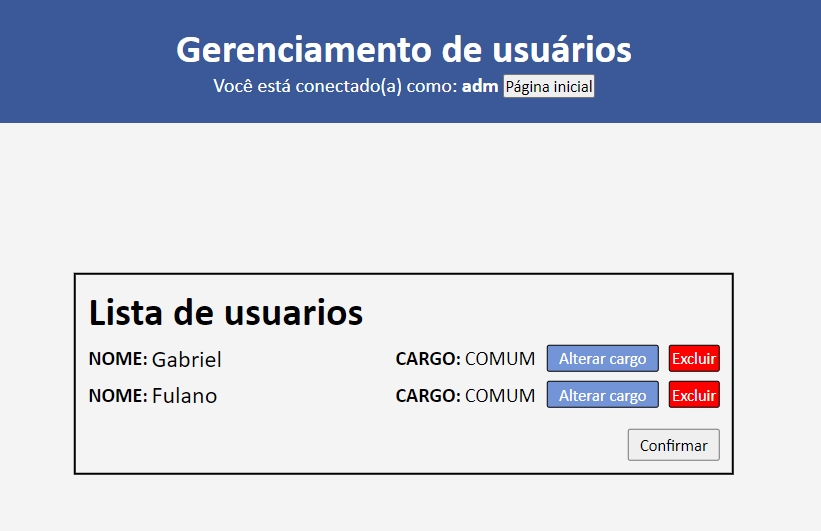 Gerenciamento de usuários
Você está conectado(a) como: adm Página inicial
Lista de usuarios
NOME: Gabriel CARGO: COMUM Alterar cargo Excluir
NOME: Fulano CARGO: COMUM Alterar cargo Excluir
Confirmar